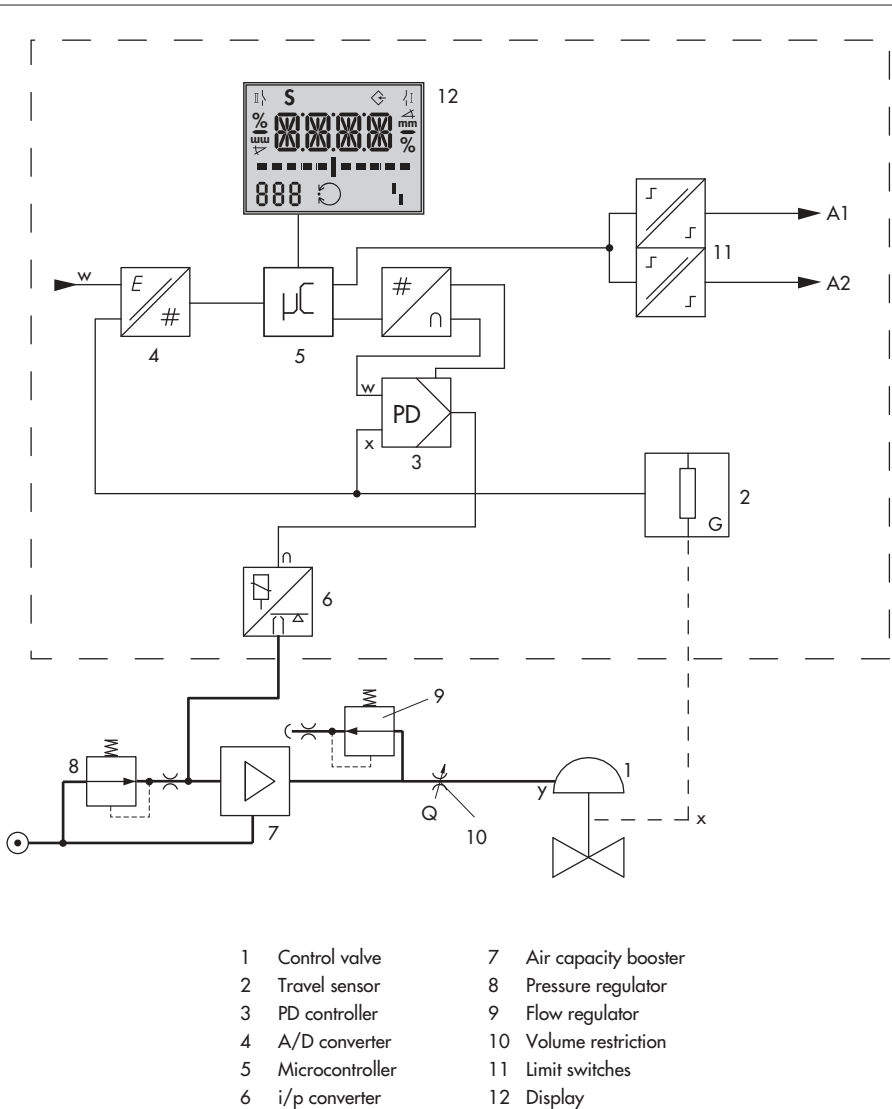 S
12
%
mm
mm
%
888
A1
11
A2
w
E
#
4
µC
5
#
∩
w
PD
x
3
2
G
∩
6
9
8
1
y
Q
10
7
x
1 Control valve
2 Travel sensor
3 PD controller
4 A/D converter
5 Microcontroller
6 i/p converter
7 Air capacity booster
8 Pressure regulator
9 Flow regulator
10 Volume restriction
11 Limit switches
12 Display